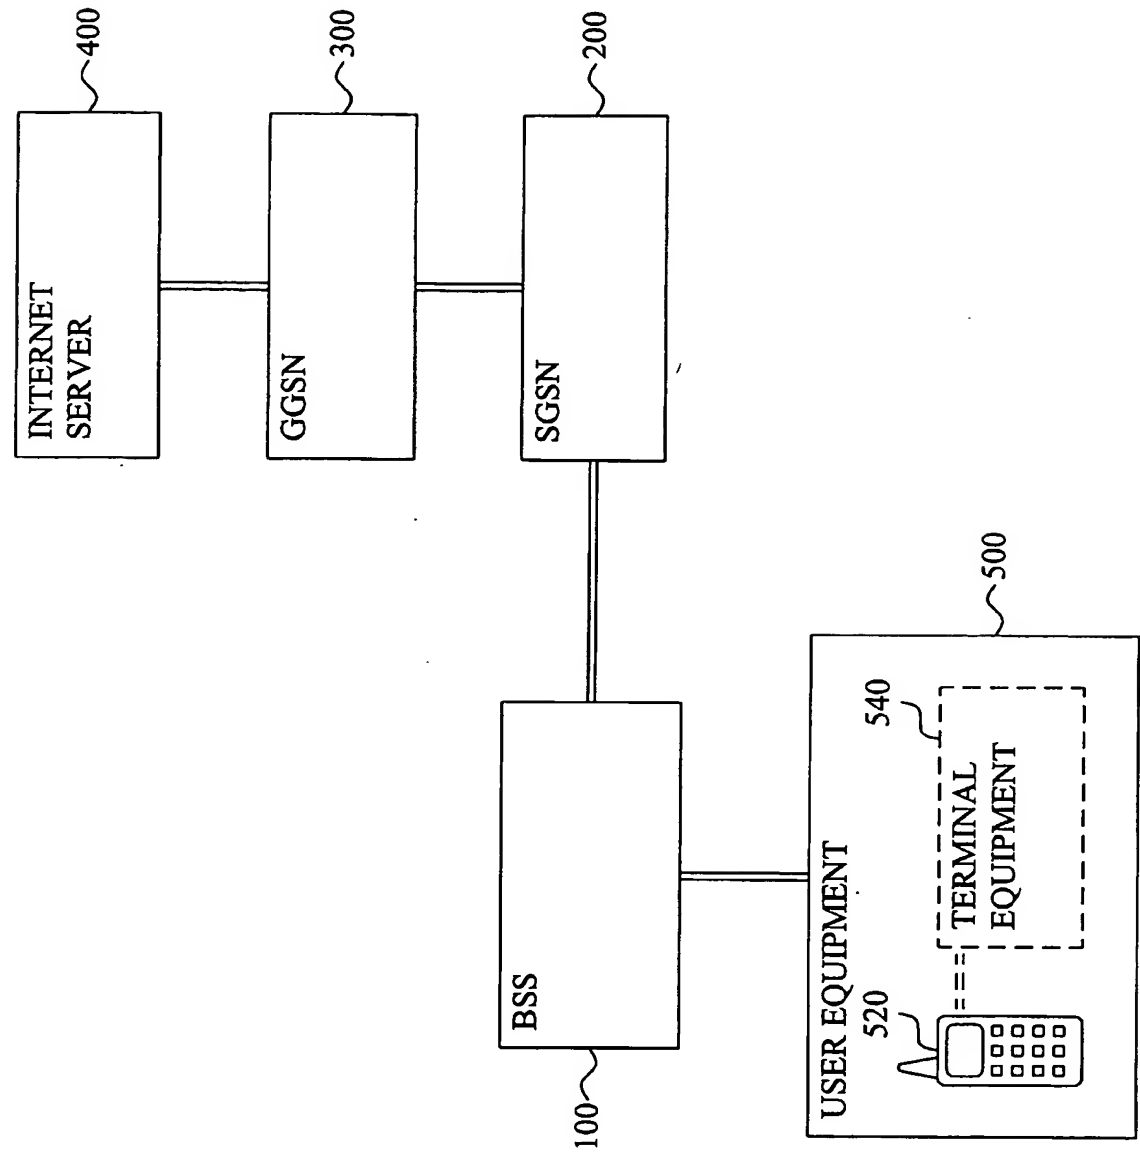 INTERNET
SERVER
400
GGSN
300
100
BSS
SGSN
200
USER EQUIPMENT
500
520
540
TERMINAL
EQUIPMENT